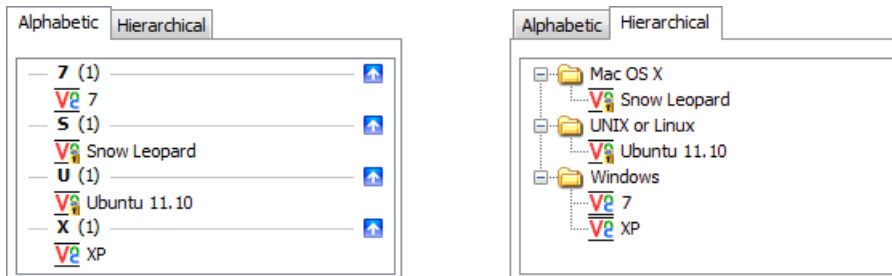 Alphabetic Hierarchical
7 (1)
7
S (1)
Snow Leopard
U (1)
Ubuntu 11.10
X (1)
XP
Alphabetic Hierarchical
Mac OS X
Snow Leopard
UNIX or Linux
Ubuntu 11.10
Windows
7
XP